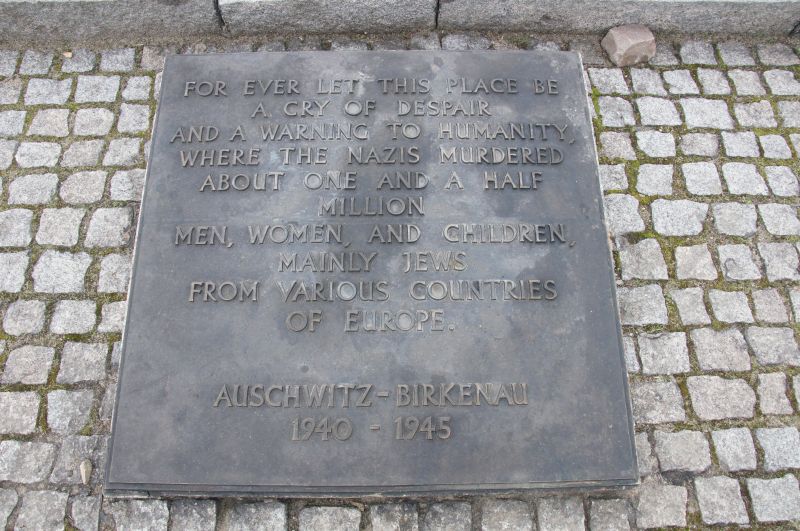 FOR EVER LET THIS PLACE BE
A CRY OF DESPAIR
AND A WARNING TO HUMANITY,
WHERE THE NAZIS MURDERED
ABOUT ONE AND A HALF
MILLION
MEN, WOMEN, AND CHILDREN,
MAINLY JEWS
FROM VARIOUS COUNTRIES
OF EUROPE.
AUSCHWITZ-BIRKENAU
1940 - 1945